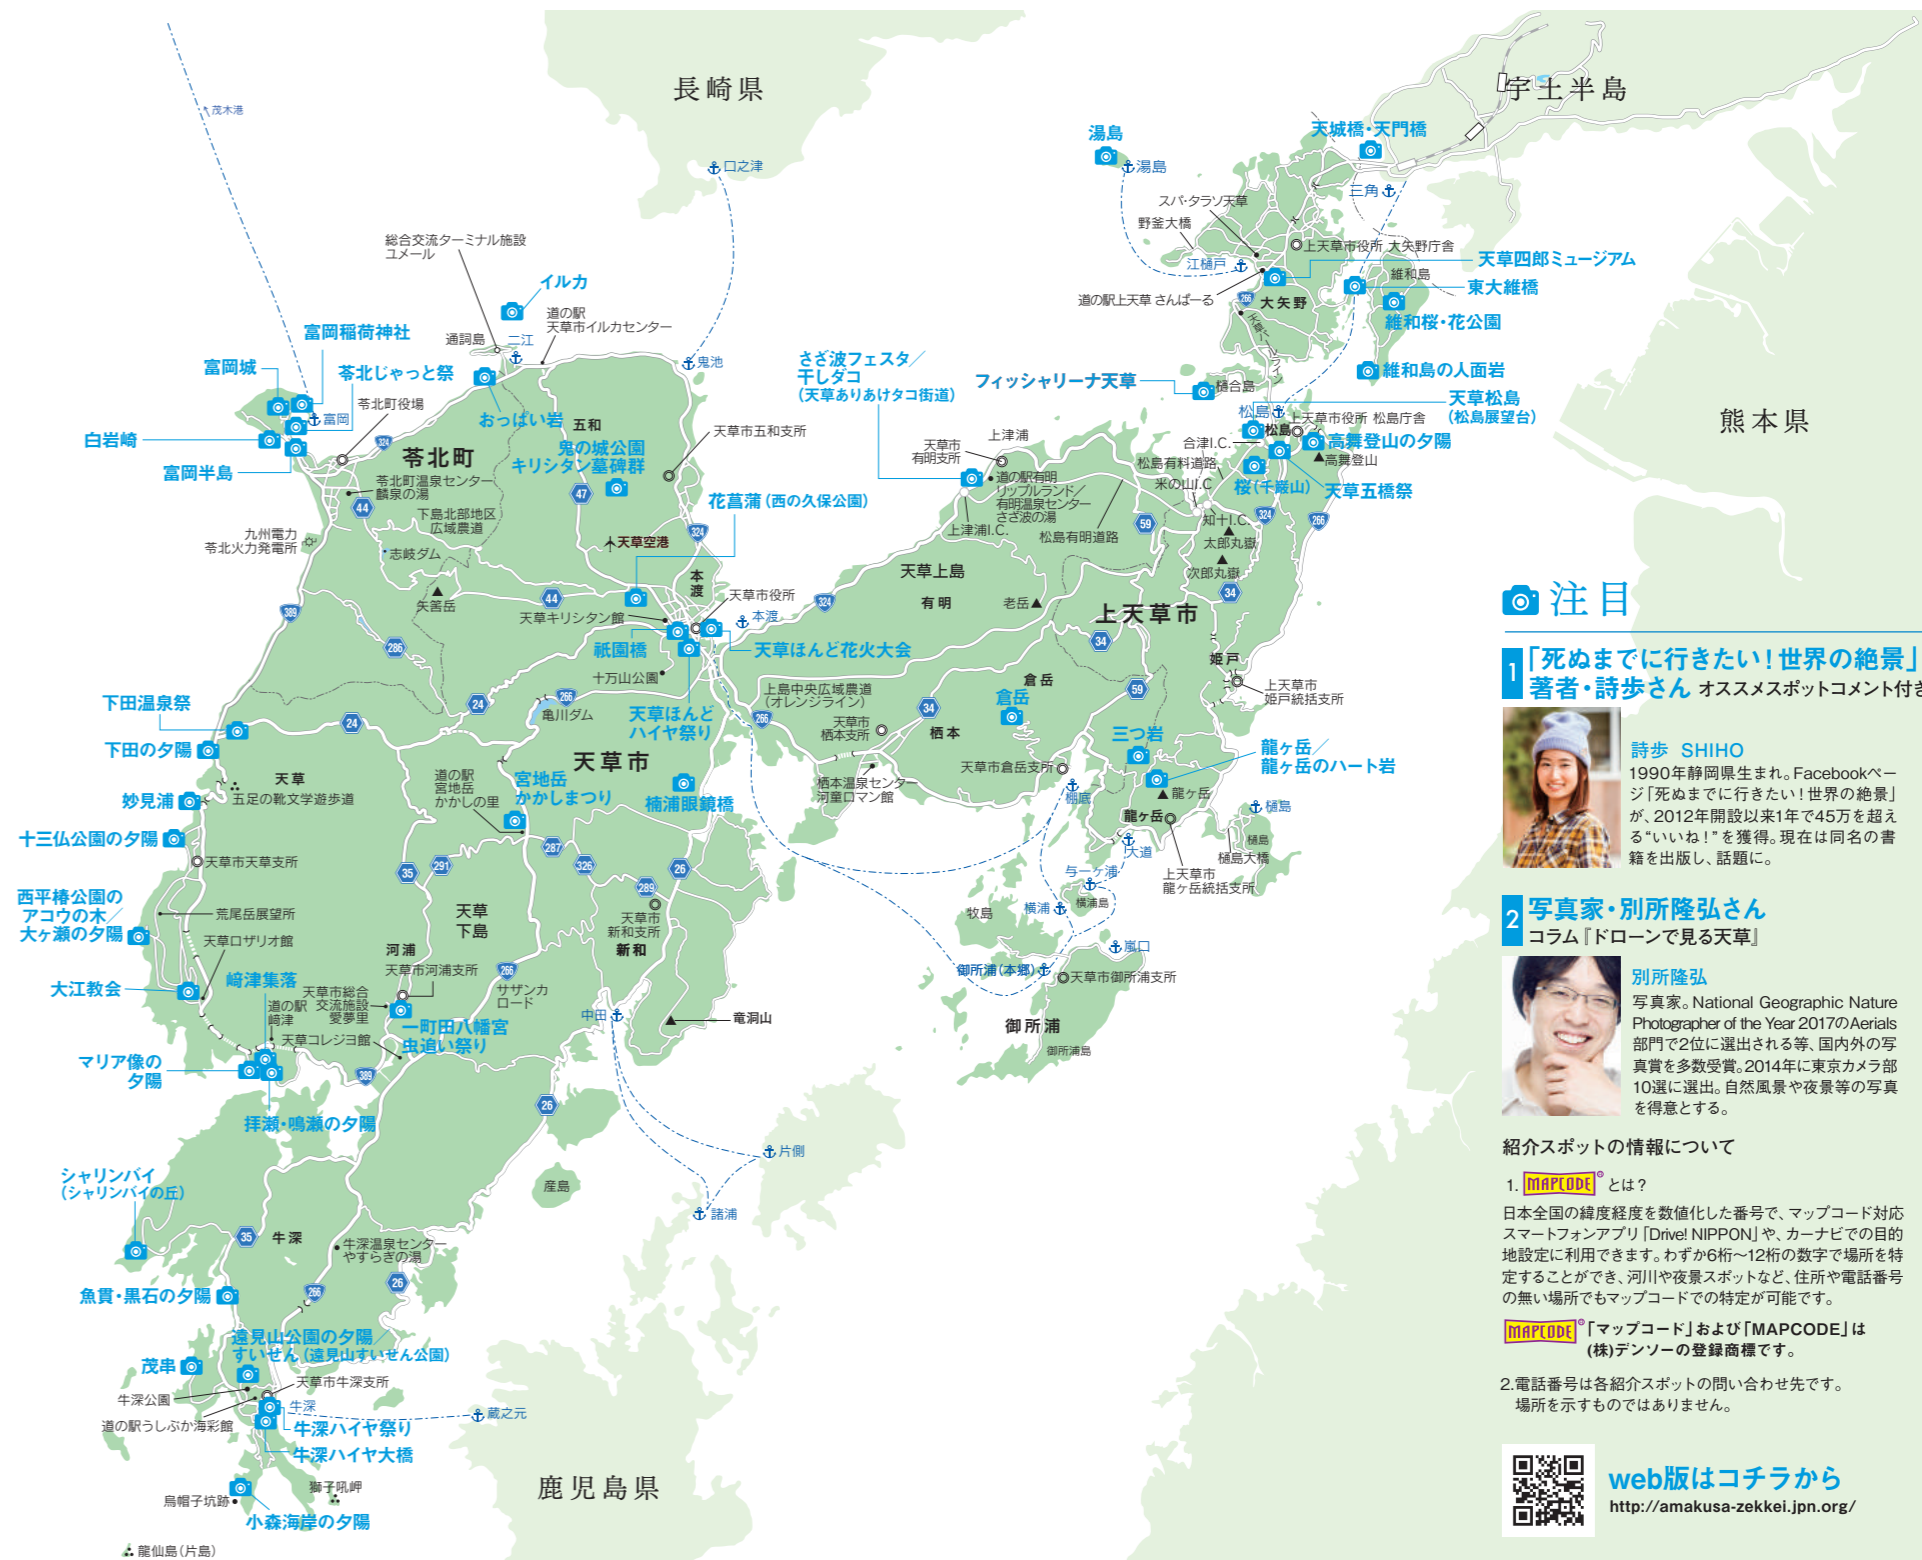 長崎県
宇土半島
熊本県
鹿児島県
茂木港
口之津
湯島
湯島
天城橋・天門橋
三角
スパ・タラソ天草
野釜大橋
江樋戸
上天草市役所 大矢野庁舎
天草四郎ミュージアム
維和島
東大維橋
道の駅上天草 さんぱーる
266
大矢野
天草パールライン
維和桜・花公園
維和島の人面岩
総合交流ターミナル施設
ユメール
イルカ
道の駅
天草市イルカセンター
通詞島
二江
鬼池
富岡稲荷神社
富岡城
苓北じゃっと祭
苓北町役場
富岡
白岩崎
富岡半島
おっぱい岩
324
苓北町
五和
天草市五和支所
鬼の城公園
キリシタン墓碑群
47
苓北町温泉センター
麟泉の湯
44
下島北部地区
広域農道
九州電力
苓北火力発電所
志岐ダム
天草空港
324
花菖蒲(西の久保公園)
さざ波フェスタ/
干しダコ
(天草ありあけタコ街道)
フィッシャリーナ天草
樋合島
天草松島
(松島展望台)
松島
上天草市役所 松島庁舎
松島
高舞登山の夕陽
高舞登山
合津I.C.
天草五橋祭
桜(千巌山)
松島有料道路
米の山I.C
上津浦
天草市
有明支所
道の駅有明
リップルランド/
有明温泉センター
さざ波の湯
上津浦I.C.
松島有明道路
59
知十I.C.
324
266
太郎丸嶽
次郎丸嶽
34
矢筈岳
44
389
286
本渡
天草市役所
本渡
天草キリシタン館
祇園橋
天草ほんど花火大会
十万山公園
天草上島
有明
老岳
324
上天草市
34
姫戸
上天草市
姫戸統括支所
59
倉岳
倉岳
上島中央広域農道
(オレンジライン)
天草市
栖本支所
266
34
栖本
天草市倉岳支所
栖本温泉センター
河童ロマン館
三つ岩
龍ヶ岳/
龍ヶ岳のハート岩
龍ヶ岳
龍ヶ岳
樋島
樋島
樋島大橋
棚底
大道
上天草市
龍ヶ岳統括支所
与一ヶ浦
横浦
横浦島
牧島
嵐口
御所浦(本郷)
天草市御所浦支所
御所浦
御所浦島
下田温泉祭
下田の夕陽
24
24
266
亀川ダム
天草ほんど
ハイヤ祭り
天草市
天草
五足の靴文学遊歩道
妙見浦
十三仏公園の夕陽
天草市天草支所
道の駅
宮地岳
かかしの里
宮地岳
かかしまつり
楠浦眼鏡橋
287
291
35
326
289
26
天草市
新和支所
新和
西平椿公園の
アコウの木/
大ヶ瀬の夕陽
荒尾岳展望所
天草ロザリオ館
大江教会
天草
下島
河浦
天草市河浦支所
﨑津集落
道の駅
﨑津
天草市総合
交流施設
愛夢里
266
サザンカ
ロード
一町田八幡宮
虫追い祭り
天草コレジヨ館
中田
竜洞山
マリア像の
夕陽
389
拝瀬・鳴瀬の夕陽
26
産島
片側
諸浦
シャリンバイ
(シャリンバイの丘)
35
牛深
牛深温泉センター
やすらぎの湯
26
266
魚貫・黒石の夕陽
遠見山公園の夕陽/
すいせん(遠見山すいせん公園)
茂串
牛深公園
天草市牛深支所
道の駅うしぶか海彩館
牛深
蔵之元
牛深ハイヤ祭り
牛深ハイヤ大橋
烏帽子坑跡
獅子吼岬
小森海岸の夕陽
龍仙島(片島)
注目
1 「死ぬまでに行きたい!世界の絶景」
著者・詩歩さん オススメスポットコメント付き
詩歩 SHIHO
1990年静岡県生まれ。Facebookペー
ジ「死ぬまでに行きたい!世界の絶景」
が、2012年開設以来1年で45万を超え
る“いいね!”を獲得。現在は同名の書
籍を出版し、話題に。
2 写真家・別所隆弘さん
コラム『ドローンで見る天草』
別所隆弘
写真家。National Geographic Nature
Photographer of the Year 2017のAerials
部門で2位に選出される等、国内外の写
真賞を多数受賞。2014年に東京カメラ部
10選に選出。自然風景や夜景等の写真
を得意とする。
紹介スポットの情報について
1. MAPCODE® とは?
日本全国の緯度経度を数値化した番号で、マップコード対応
スマートフォンアプリ「Drive! NIPPON」や、カーナビでの目的
地設定に利用できます。わずか6桁〜12桁の数字で場所を特
定することができ、河川や夜景スポットなど、住所や電話番号
の無い場所でもマップコードでの特定が可能です。
MAPCODE®「マップコード」および「MAPCODE」は
(株)デンソーの登録商標です。
2.電話番号は各紹介スポットの問い合わせ先です。
場所を示すものではありません。
web版はコチラから
http://amakusa-zekkei.jpn.org/